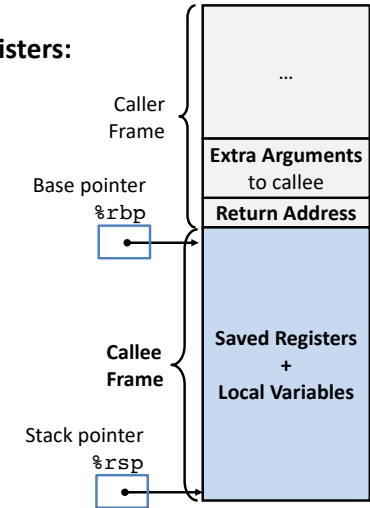 isters:
...
Caller
Frame
Extra Arguments
to callee
Base pointer
%rbp
Return Address
Saved Registers
+
Local Variables
Callee
Frame
Stack pointer
%rsp